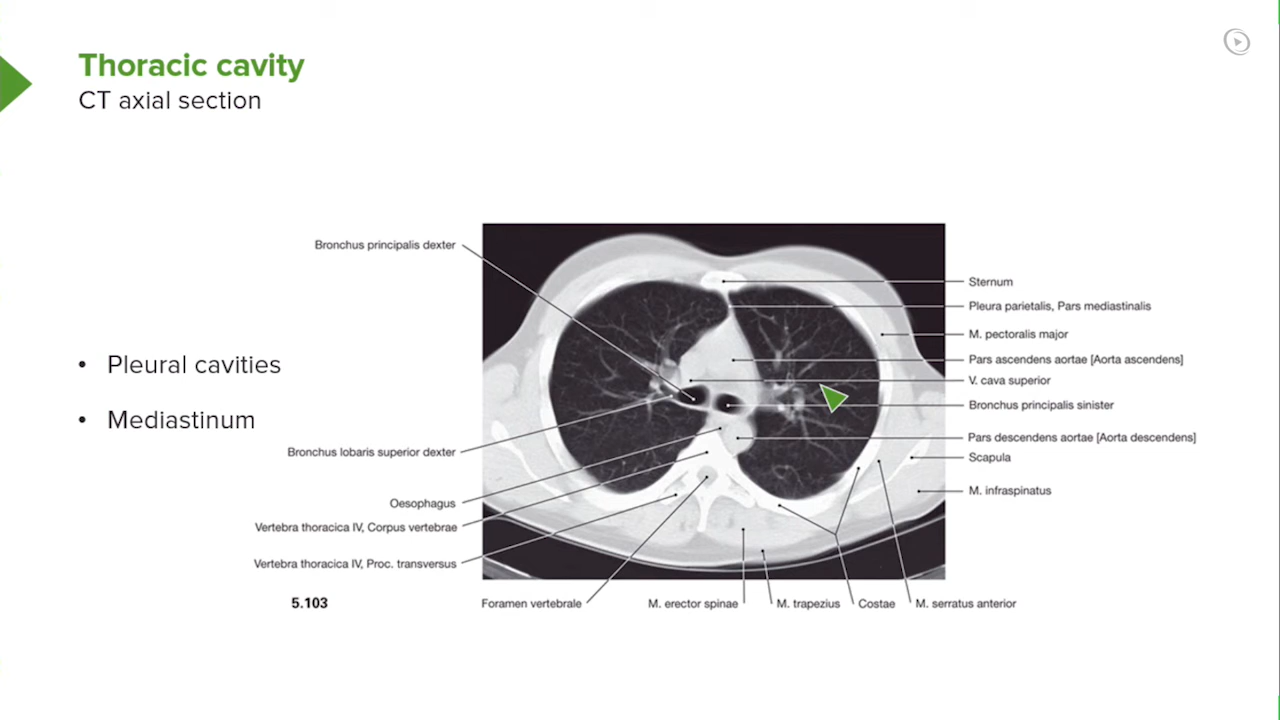 Thoracic cavity
CT axial section
• Pleural cavities
• Mediastinum
Bronchus principalis dexter
Bronchus lobaris superior dexter
Oesophagus
Vertebra thoracica IV, Corpus vertebrae
Vertebra thoracica IV, Proc. transversus
5.103
Sternum
Pleura parietalis, Pars mediastinalis
M. pectoralis major
Pars ascendens aortae [Aorta ascendens]
V. cava superior
Bronchus principalis sinister
Pars descendens aortae [Aorta descendens]
Scapula
M. infraspinatus
Foramen vertebrale
M. erector spinae
M. trapezius
Costae
M. serratus anterior